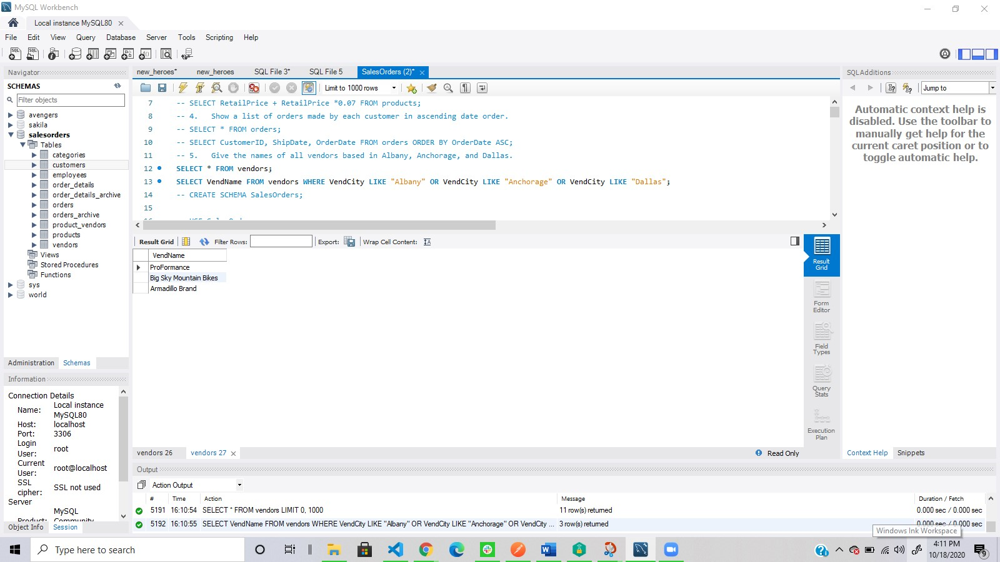 MySQL Workbench
Local instance MySQL80
File Edit View Query Database Server Tools Scripting Help
Navigator
SCHEMAS
Filter objects
avengers
sakila
salesorders
Tables
categories
customers
employees
order_details
order_details_archive
orders
orders_archive
product_vendors
products
vendors
Views
Stored Procedures
Functions
sys
world
Administration Schemas
Information
Connection Details
Name: Local instance MySQL80
Host: localhost
Port: 3306
Login User: root
Current User: root@localhost
SSL cipher: SSL not used
Server
MySQL
Product: Community
Object Info Session
new_heroes* new_heroes SQL File 3* SQL File 5 SalesOrders (2)*
Limit to 1000 rows
7 -- SELECT RetailPrice + RetailPrice *0.07 FROM products;
8 -- 4. Show a list of orders made by each customer in ascending date order.
9 -- SELECT * FROM orders;
10 -- SELECT CustomerID, ShipDate, OrderDate FROM orders ORDER BY OrderDate ASC;
11 -- 5. Give the names of all vendors based in Albany, Anchorage, and Dallas.
12 SELECT * FROM vendors;
13 SELECT VendName FROM vendors WHERE VendCity LIKE "Albany" OR VendCity LIKE "Anchorage" OR VendCity LIKE "Dallas";
14 -- CREATE SCHEMA SalesOrders;
15
Result Grid Filter Rows: Export: Wrap Cell Content:
VendName
ProFormance
Big Sky Mountain Bikes
Armadillo Brand
Result Grid
Form Editor
Field Types
Query Stats
Execution Plan
vendors 26 vendors 27 Read Only
SQLAdditions
Jump to
Automatic context help is
disabled. Use the toolbar to
manually get help for the
current caret position or to
toggle automatic help.
Context Help Snippets
Output
Action Output
# Time Action Message Duration / Fetch
5191 16:10:54 SELECT * FROM vendors LIMIT 0, 1000 11 row(s) returned 0.000 sec / 0.000 sec
5192 16:10:55 SELECT VendName FROM vendors WHERE VendCity LIKE "Albany" OR VendCity LIKE "Anchorage" OR VendCity ... 3 row(s) returned 0.000 sec / 0.000 sec
Windows Ink Workspace
Type here to search
4:11 PM
10/18/2020
9